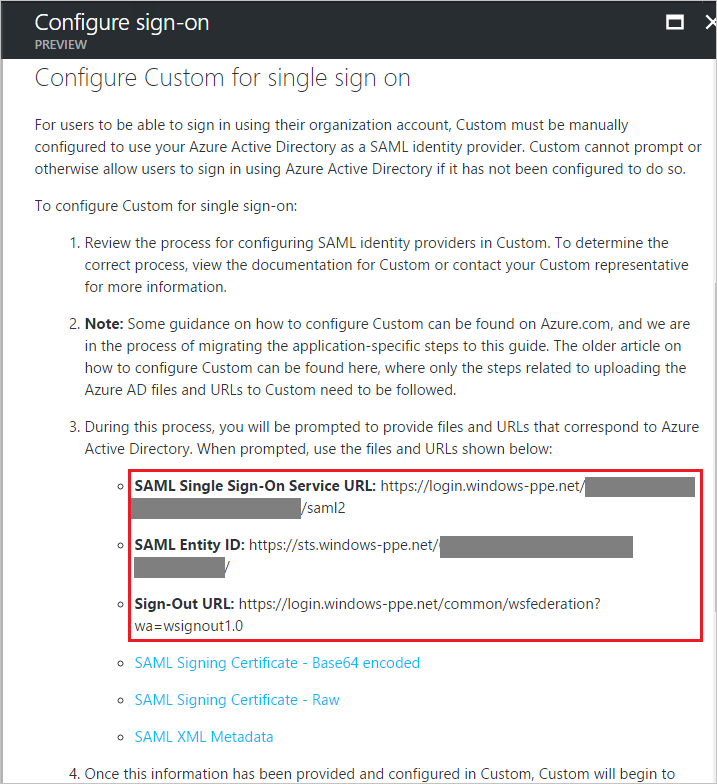 Configure sign-on
PREVIEW
Configure Custom for single sign on
For users to be able to sign in using their organization account, Custom must be manually
configured to use your Azure Active Directory as a SAML identity provider. Custom cannot prompt or
otherwise allow users to sign in using Azure Active Directory if it has not been configured to do so.
To configure Custom for single sign-on:
1. Review the process for configuring SAML identity providers in Custom. To determine the
correct process, view the documentation for Custom or contact your Custom representative
for more information.
2. Note: Some guidance on how to configure Custom can be found on Azure.com, and we are
in the process of migrating the application-specific steps to this guide. The older article on
how to configure Custom can be found here, where only the steps related to uploading the
Azure AD files and URLs to Custom need to be followed.
3. During this process, you will be prompted to provide files and URLs that correspond to Azure
Active Directory. When prompted, use the files and URLs shown below:
SAML Single Sign-On Service URL: https://login.windows-ppe.net/
/saml2
SAML Entity ID: https://sts.windows-ppe.net/
/
Sign-Out URL: https://login.windows-ppe.net/common/wsfederation?
wa=wsignout1.0
SAML Signing Certificate - Base64 encoded
SAML Signing Certificate - Raw
SAML XML Metadata
4. Once this information has been provided and configured in Custom, Custom will begin to